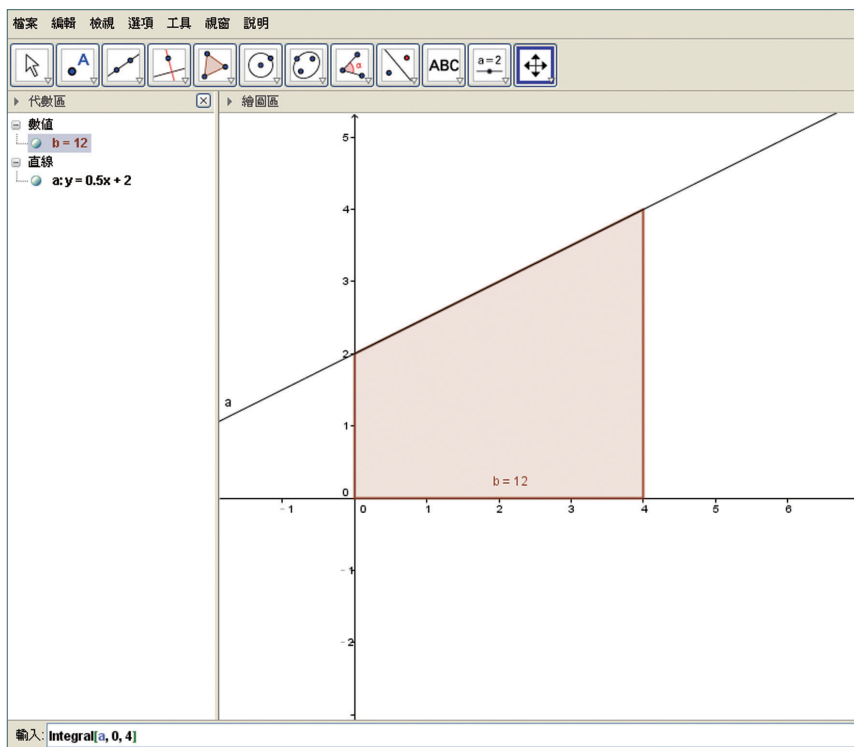 檔案 編輯 檢視 選項 工具 視窗 說明
A α ABC a=2
代數區
繪圖區
數值
b = 12
直線
a: y = 0.5x + 2
5
4
3
2
a
1
b = 12
0
-1 0 1 2 3 4 5 6
-1
-2
輸入: Integral[a, 0, 4]